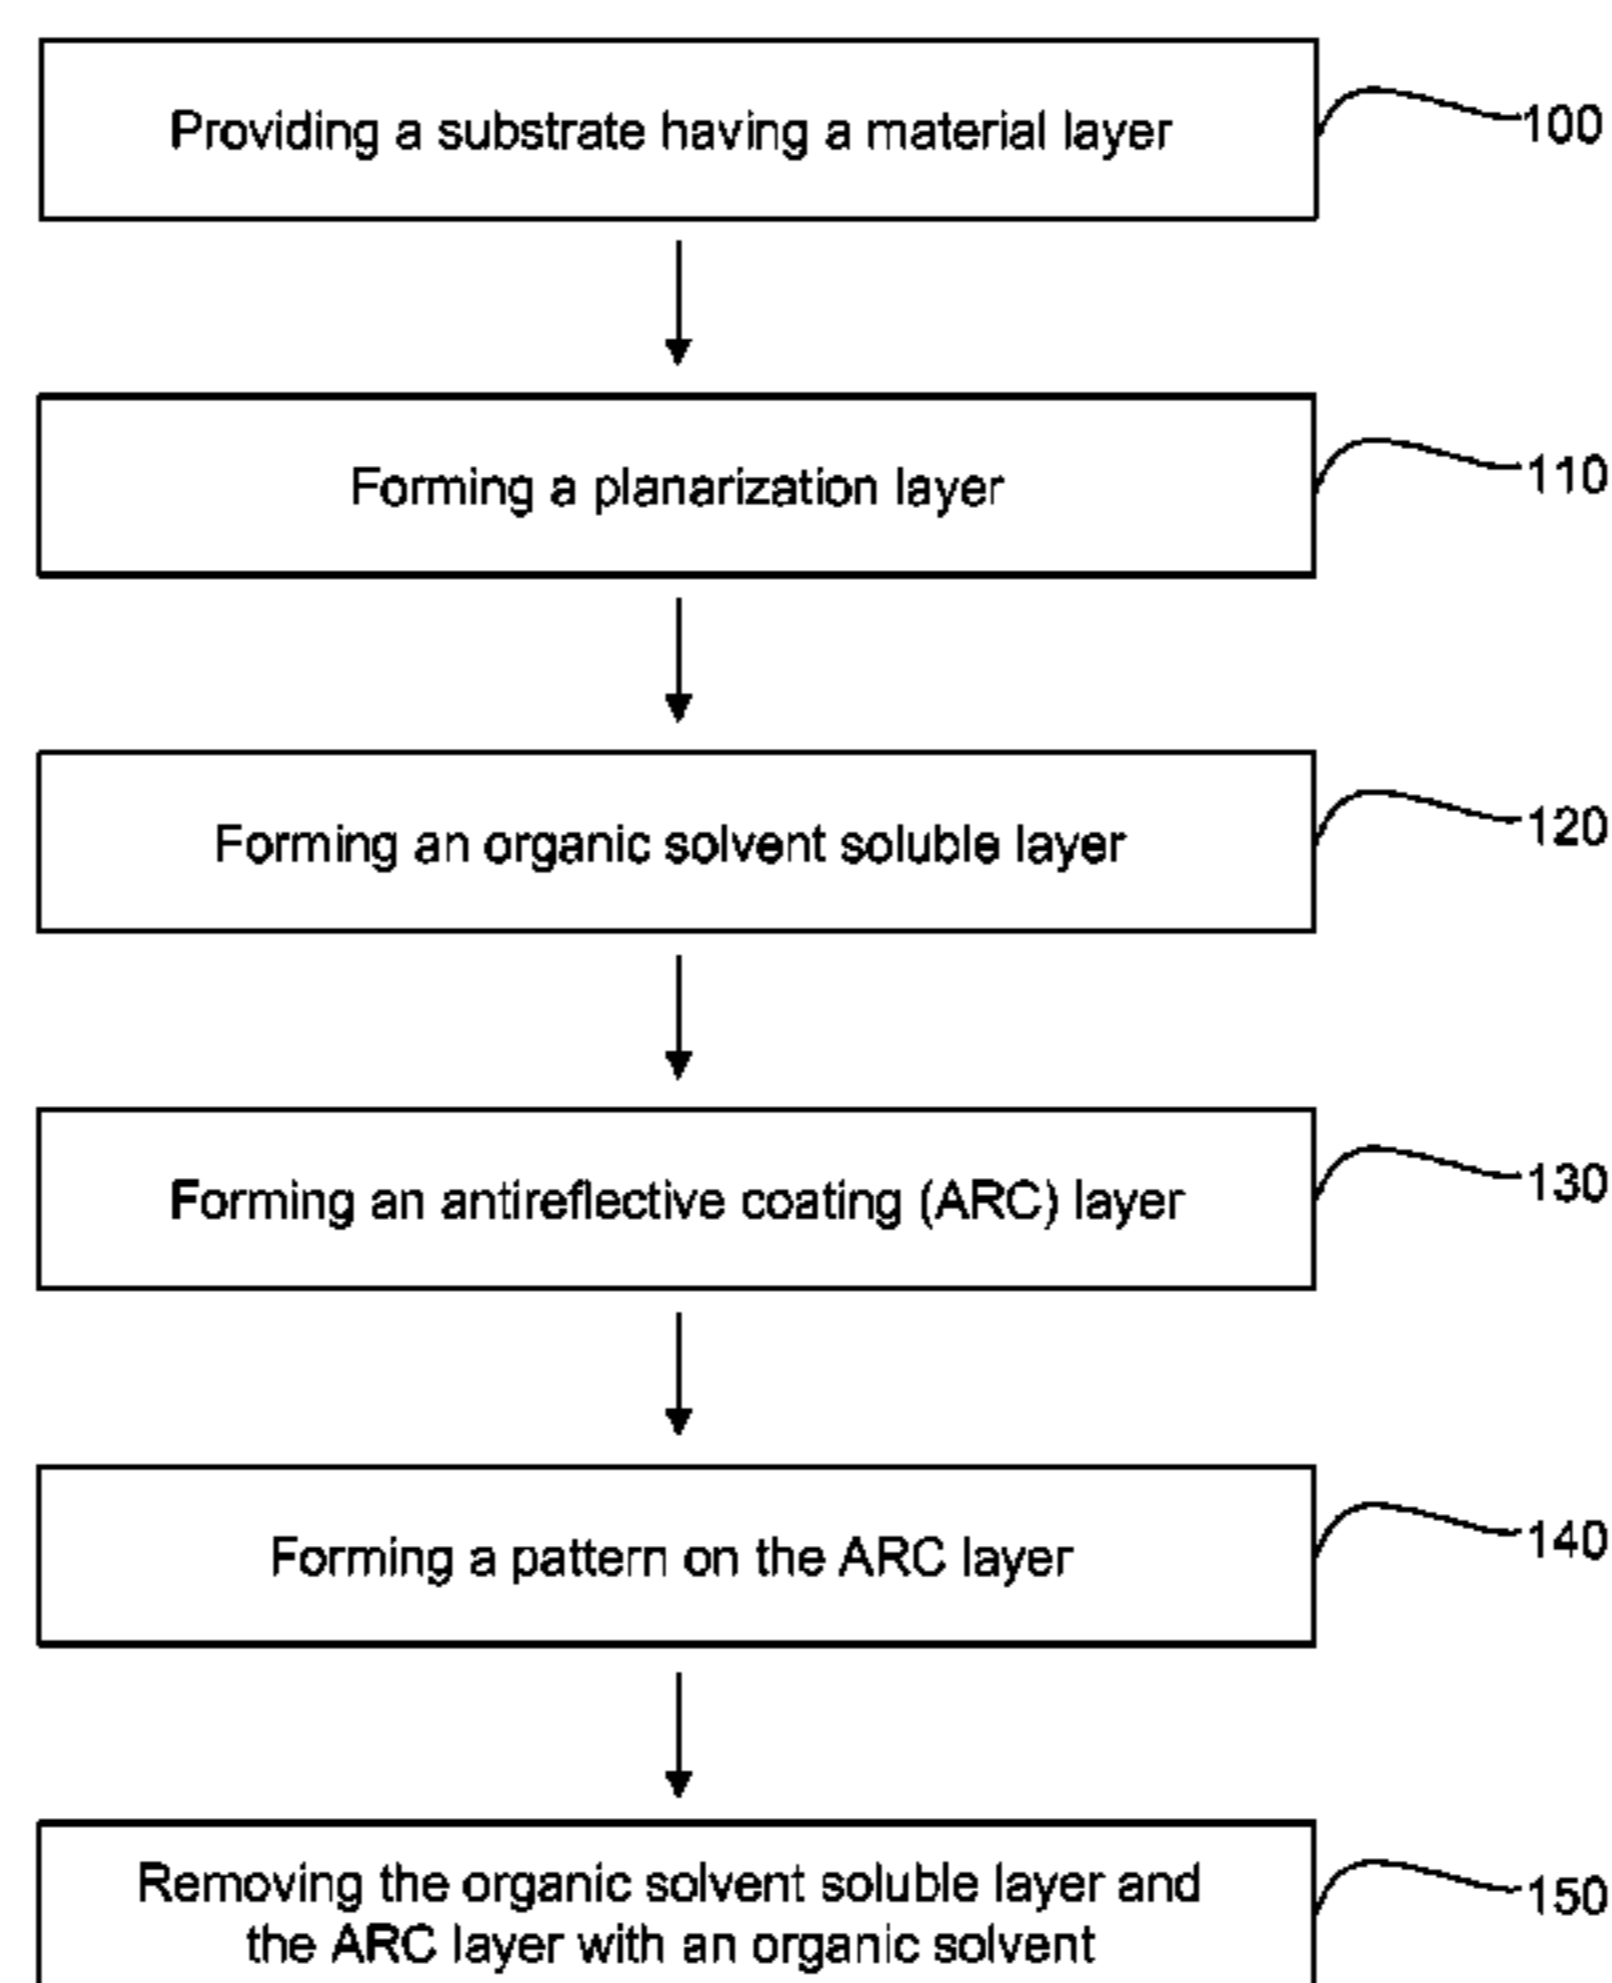 Providing a substrate having a material layer
100
Forming a planarization layer
110
Forming an organic solvent soluble layer
120
Forming an antireflective coating (ARC) layer
130
Forming a pattern on the ARC layer
140
Removing the organic solvent soluble layer and
the ARC layer with an organic solvent
150